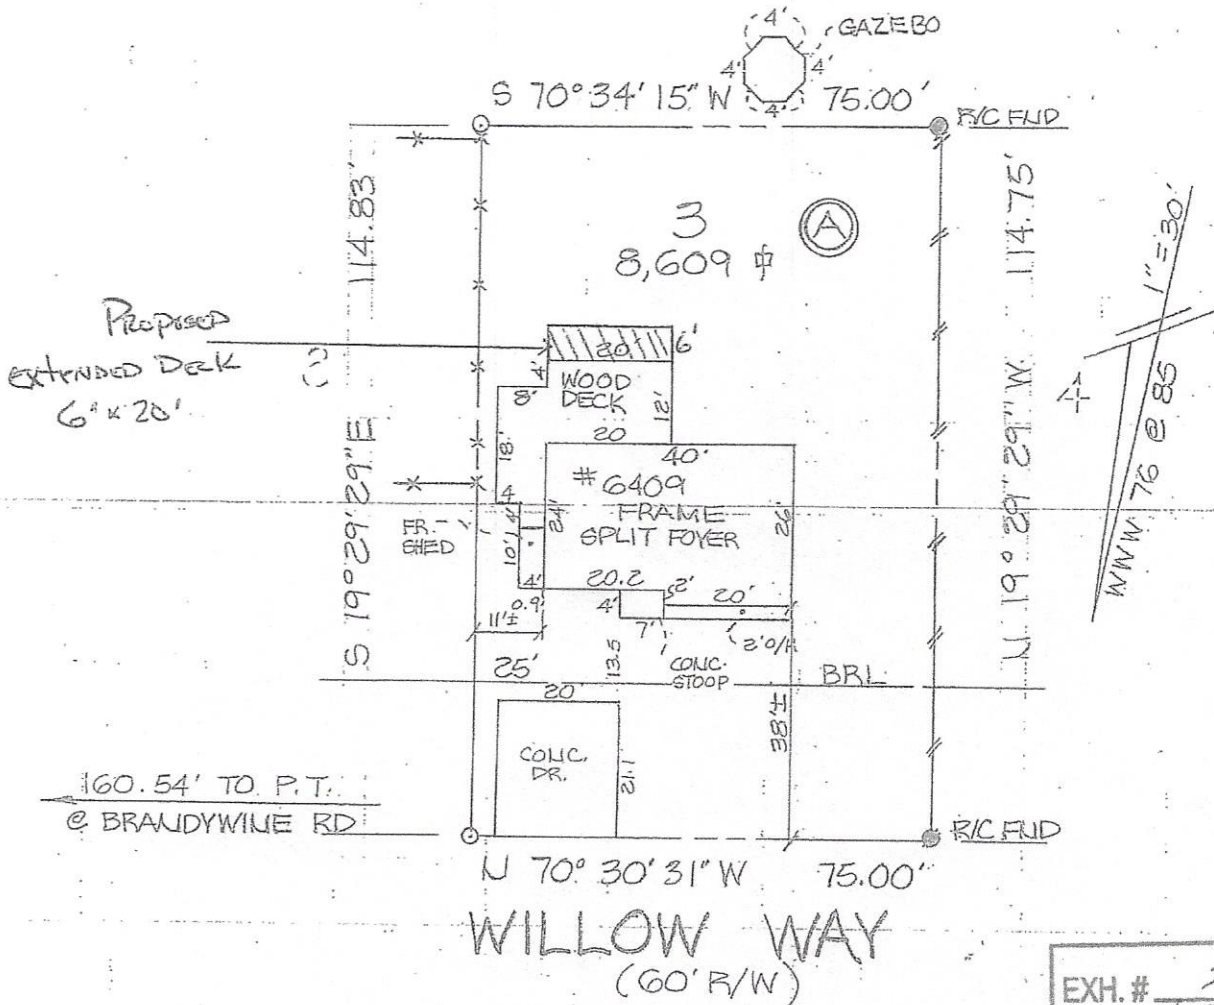 4'
GAZEBO
4'
4'
4'
S 70° 34' 15" W
75.00'
R/C FND
114.83'
S 19° 29' 29" E
3
A
8,609
114.75'
N 19° 29' 29" W
1" = 30'
W.W.W. 76 @ 85
Proposed
extended Deck
6' x 20'
2
4
20'
6'
4'
8'
WOOD
DECK
12'
18'
20
40'
# 6409
FRAME
SPLIT FOYER
24'
26'
4
14'
FR.
SHED
10'
4'
20.2
2'
20'
0.9'
4'
7'
2' O/H
11'±
25'
13.5
CONC.
STOOP
BRL
38'±
20
CONC.
DR.
21.1
160.54' TO P.T.
@ BRANDYWINE RD
R/C FND
N 70° 30' 31" W
75.00'
WILLOW WAY
(60' R/W)
EXH. #